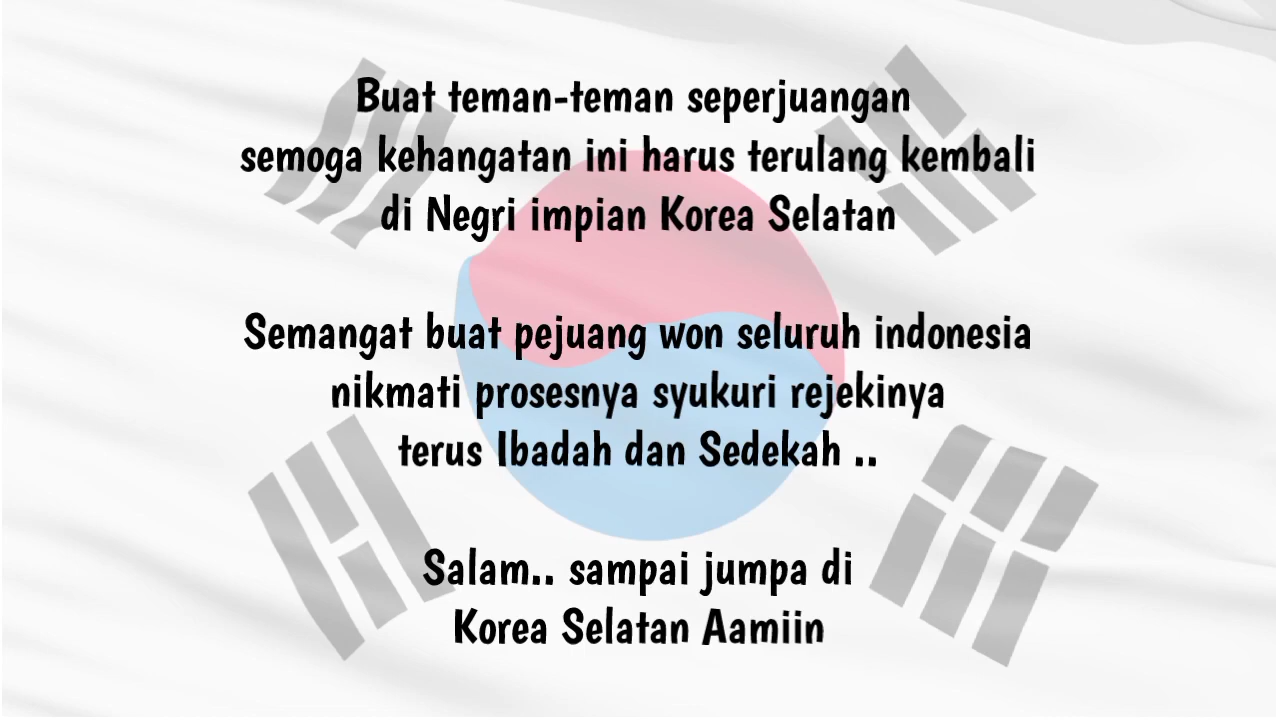 Buat teman-teman seperjuangan
semoga kehangatan ini harus terulang kembali
di Negri impian Korea Selatan
Semangat buat pejuang won seluruh indonesia
nikmati prosesnya syukuri rejekinya
terus Ibadah dan Sedekah ..
Salam.. sampai jumpa di
Korea Selatan Aamiin